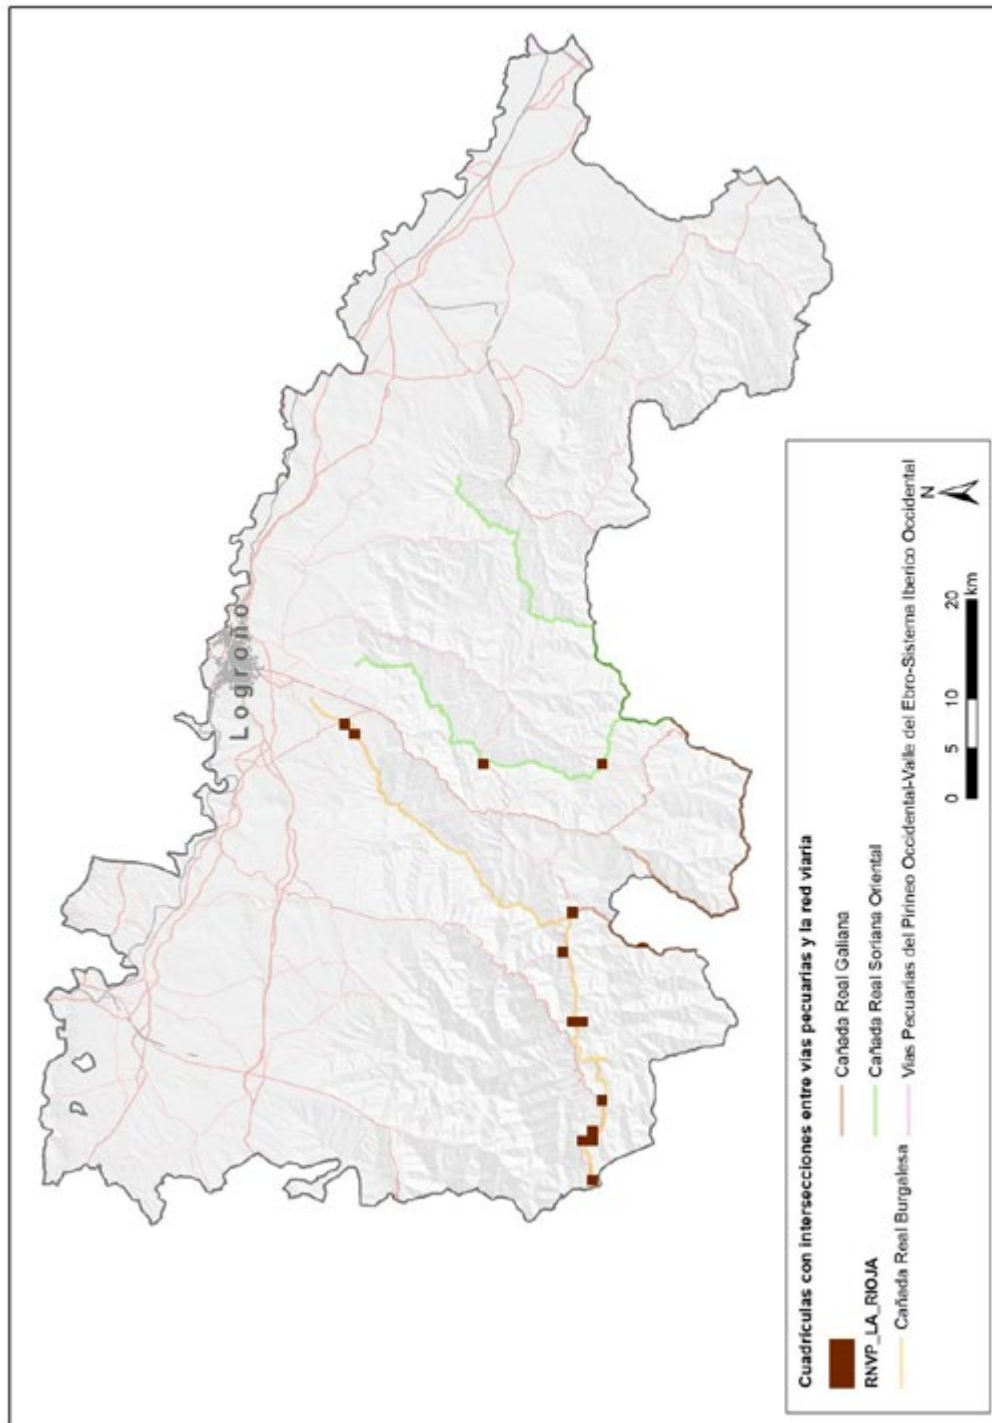 Logroño
Cuadrículas con intersecciones entre vías pecuarias y la red viaria
RNVP_LA_RIOJA
Cañada Real Burgalesa
Cañada Real Galiana
Cañada Real Soriana Oriental
Vías Pecuarias del Pirineo Occidental-Valle del Ebro-Sistema Iberico Occidental
N
0 5 10 20
km